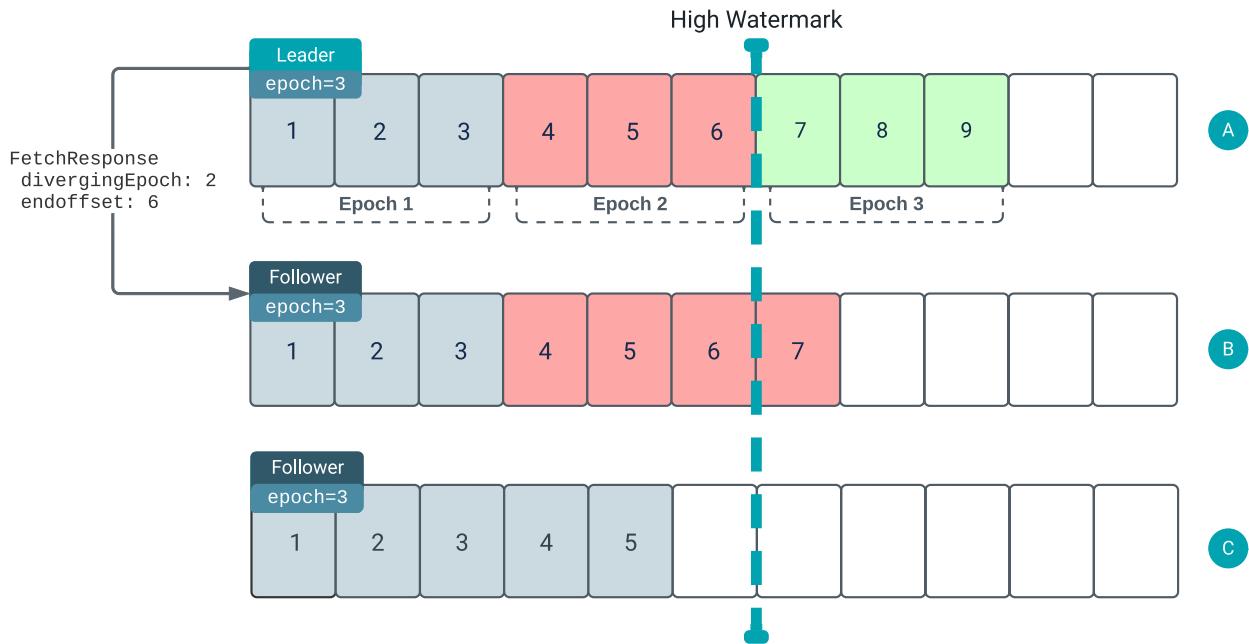 High Watermark
Leader
epoch=3
1 2 3 4 5 6 7 8 9
A
FetchResponse
divergingEpoch: 2
endoffset: 6
Epoch 1 Epoch 2 Epoch 3
Follower
epoch=3
1 2 3 4 5 6 7
B
Follower
epoch=3
1 2 3 4 5
C